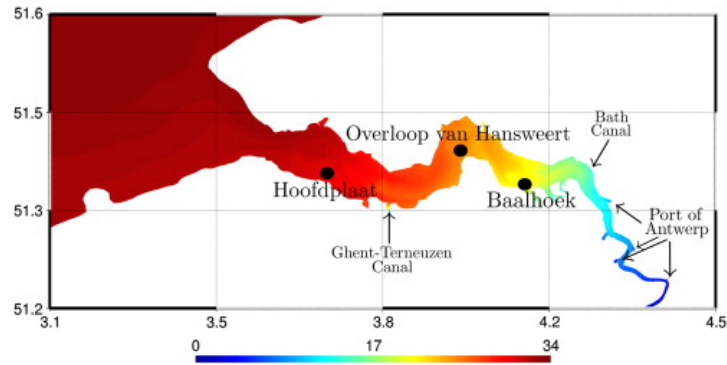 51.6
51.5
Bath
Canal
Overloop van Hansweert
Hoofdplaat
Baalhoek
51.3
Port of
Antwerp
Ghent-Terneuzen
Canal
51.2
3.1 3.5 3.8 4.2 4.5
0 17 34